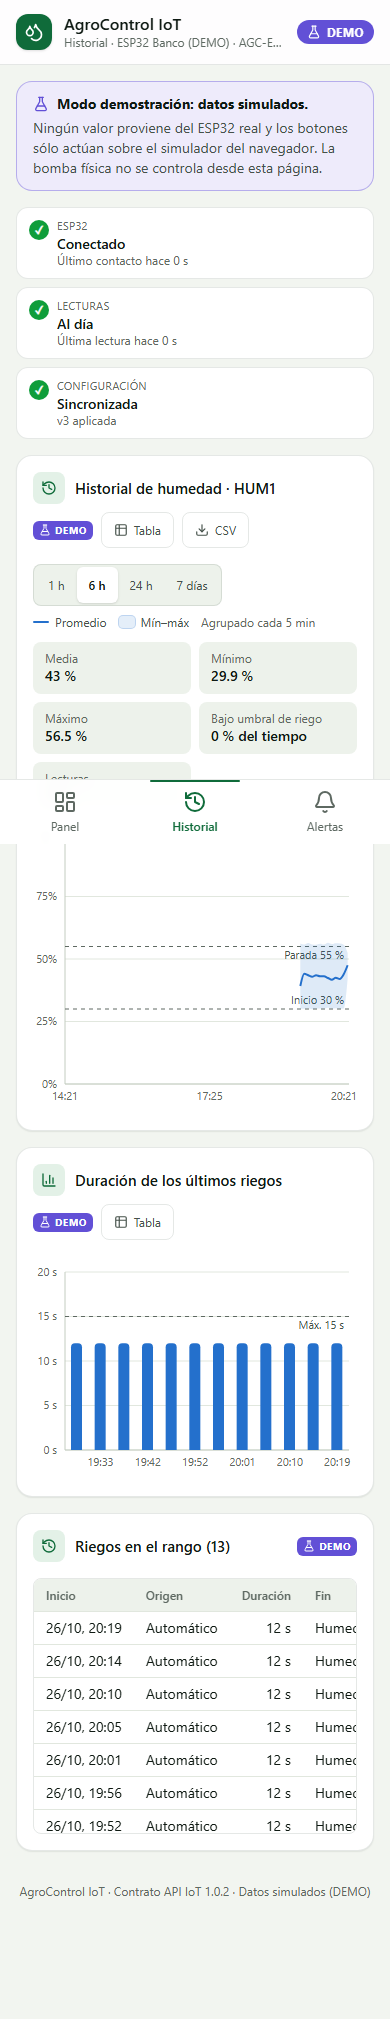 AgroControl IoT
Historial · ESP32 Banco (DEMO) · AGC-E...
DEMO
Modo demostración: datos simulados.
Ningún valor proviene del ESP32 real y los botones
sólo actúan sobre el simulador del navegador. La
bomba física no se controla desde esta página.
ESP32
Conectado
Último contacto hace 0 s
LECTURAS
Al día
Última lectura hace 0 s
CONFIGURACIÓN
Sincronizada
v3 aplicada
Historial de humedad · HUM1
DEMO
Tabla
CSV
1 h
6 h
24 h
7 días
Promedio
Mín–máx
Agrupado cada 5 min
Media
43 %
Mínimo
29.9 %
Máximo
56.5 %
Bajo umbral de riego
0 % del tiempo
Lecturas
Panel
Historial
Alertas
75%
50%
25%
0%
Parada 55 %
Inicio 30 %
14:21
17:25
20:21
Duración de los últimos riegos
DEMO
Tabla
20 s
15 s
10 s
5 s
0 s
Máx. 15 s
19:33
19:42
19:52
20:01
20:10
20:19
Riegos en el rango (13)
DEMO
Inicio Origen Duración Fin
26/10, 20:19 Automático 12 s Humec
26/10, 20:14 Automático 12 s Humec
26/10, 20:10 Automático 12 s Humec
26/10, 20:05 Automático 12 s Humec
26/10, 20:01 Automático 12 s Humec
26/10, 19:56 Automático 12 s Humec
26/10, 19:52 Automático 12 s Humec
AgroControl IoT · Contrato API IoT 1.0.2 · Datos simulados (DEMO)